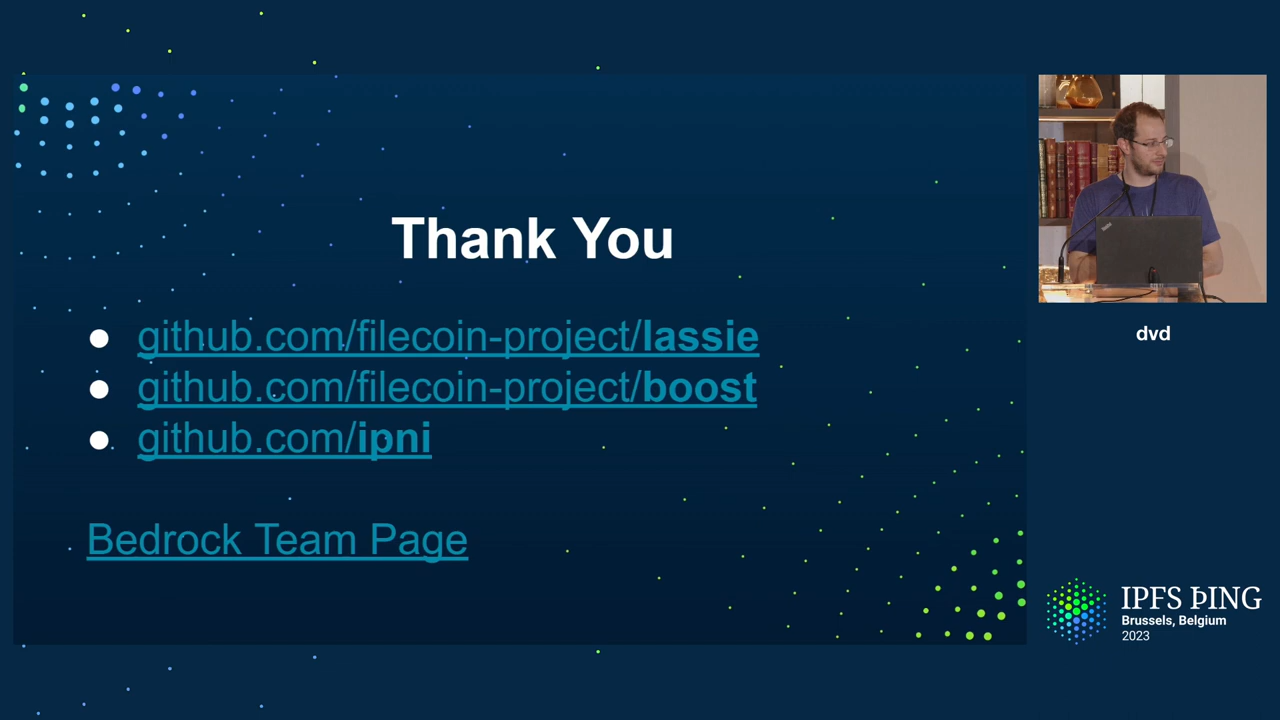 Thank You
github.com/filecoin-project/lassie
github.com/filecoin-project/boost
github.com/ipni
Bedrock Team Page
dvd
IPFS ÞING
Brussels, Belgium
2023